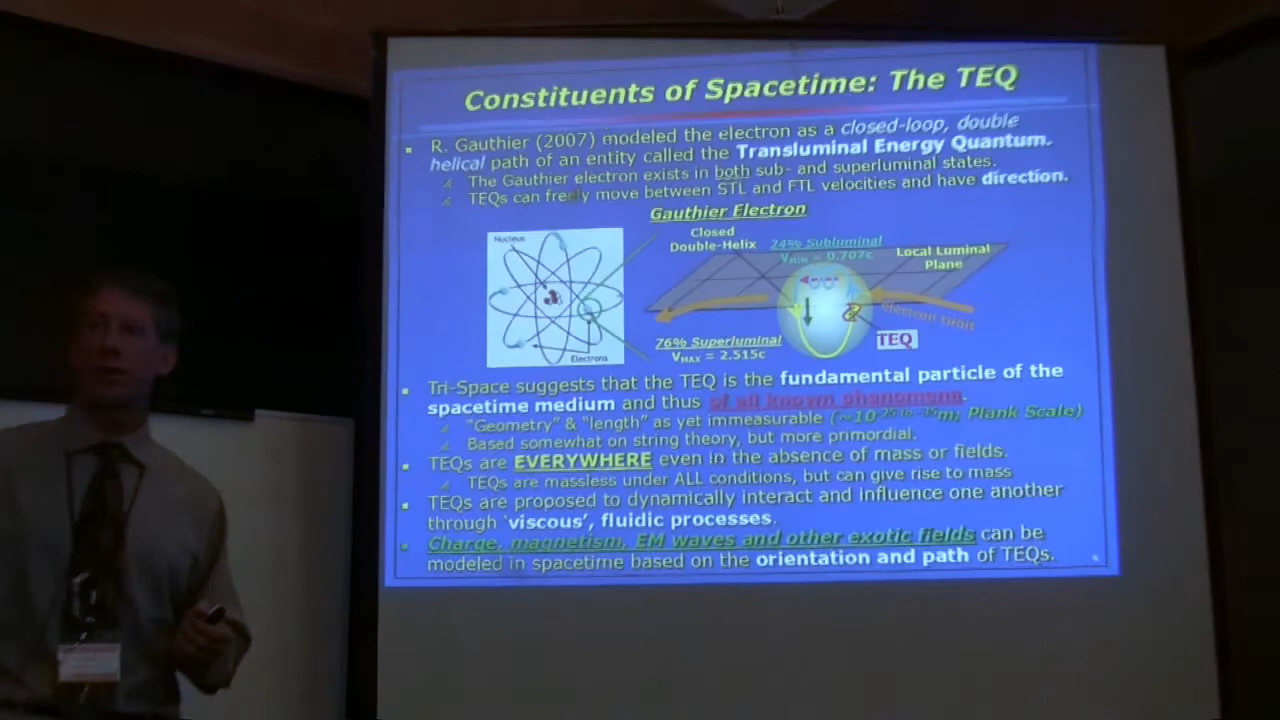 Constituents of Spacetime: The TEQ
R. Gauthier (2007) modeled the electron as a closed-loop, double
helical path of an entity called the Transluminal Energy Quantum.
The Gauthier electron exists in both sub- and superluminal states.
TEQs can freely move between STL and FTL velocities and have direction.
Gauthier Electron
Nucleus
Electrons
Closed
Double-Helix
24% Subluminal
VMIN = 0.707c
Local Luminal
Plane
Electron Orbit
TEQ
76% Superluminal
VMAX = 2.515c
Tri-Space suggests that the TEQ is the fundamental particle of the
spacetime medium and thus of all known phenomena.
"Geometry" & "length" as yet immeasurable (~10 m; Plank Scale)
Based somewhat on string theory, but more primordial.
TEQs are EVERYWHERE even in the absence of mass or fields.
TEQs are massless under ALL conditions, but can give rise to mass
TEQs are proposed to dynamically interact and influence one another
through 'viscous', fluidic processes.
Charge, magnetism, EM waves and other exotic fields can be
modeled in spacetime based on the orientation and path of TEQs.